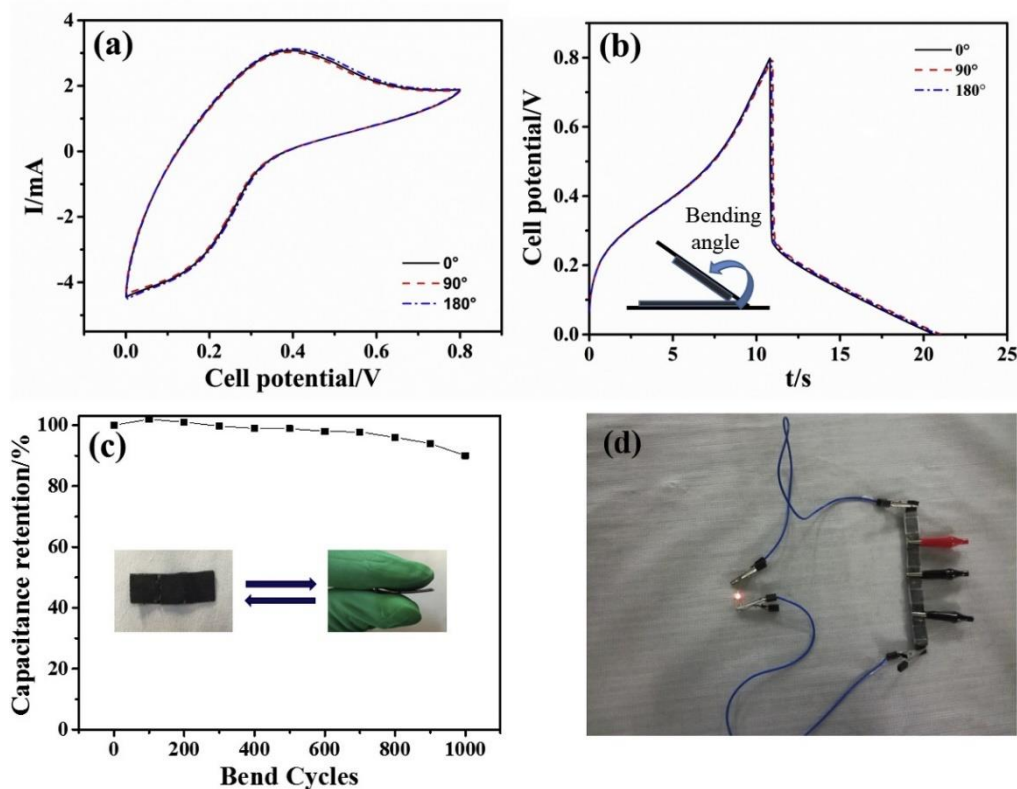 (a)
I/mA
4
2
0
-2
-4
0°
90°
180°
0.0 0.2 0.4 0.6 0.8
Cell potential/V
(b)
Cell potential/V
0.8
0.6
0.4
0.2
0.0
0°
90°
180°
Bending
angle
0 5 10 15 20 25
t/s
(c)
Capacitance retention/%
100
80
60
40
20
0
0 200 400 600 800 1000
Bend Cycles
(d)